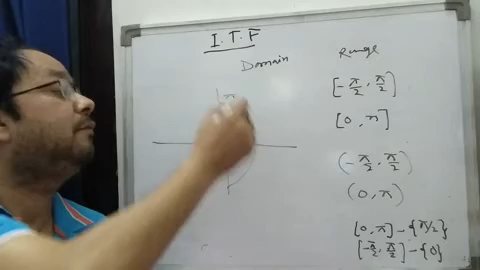 I.T.F
Domain Range
[-π/2, π/2]
[0, π]
(-π/2, π/2)
(0, π)
[0, π] - {π/2}
[-π/2, π/2] - {0}